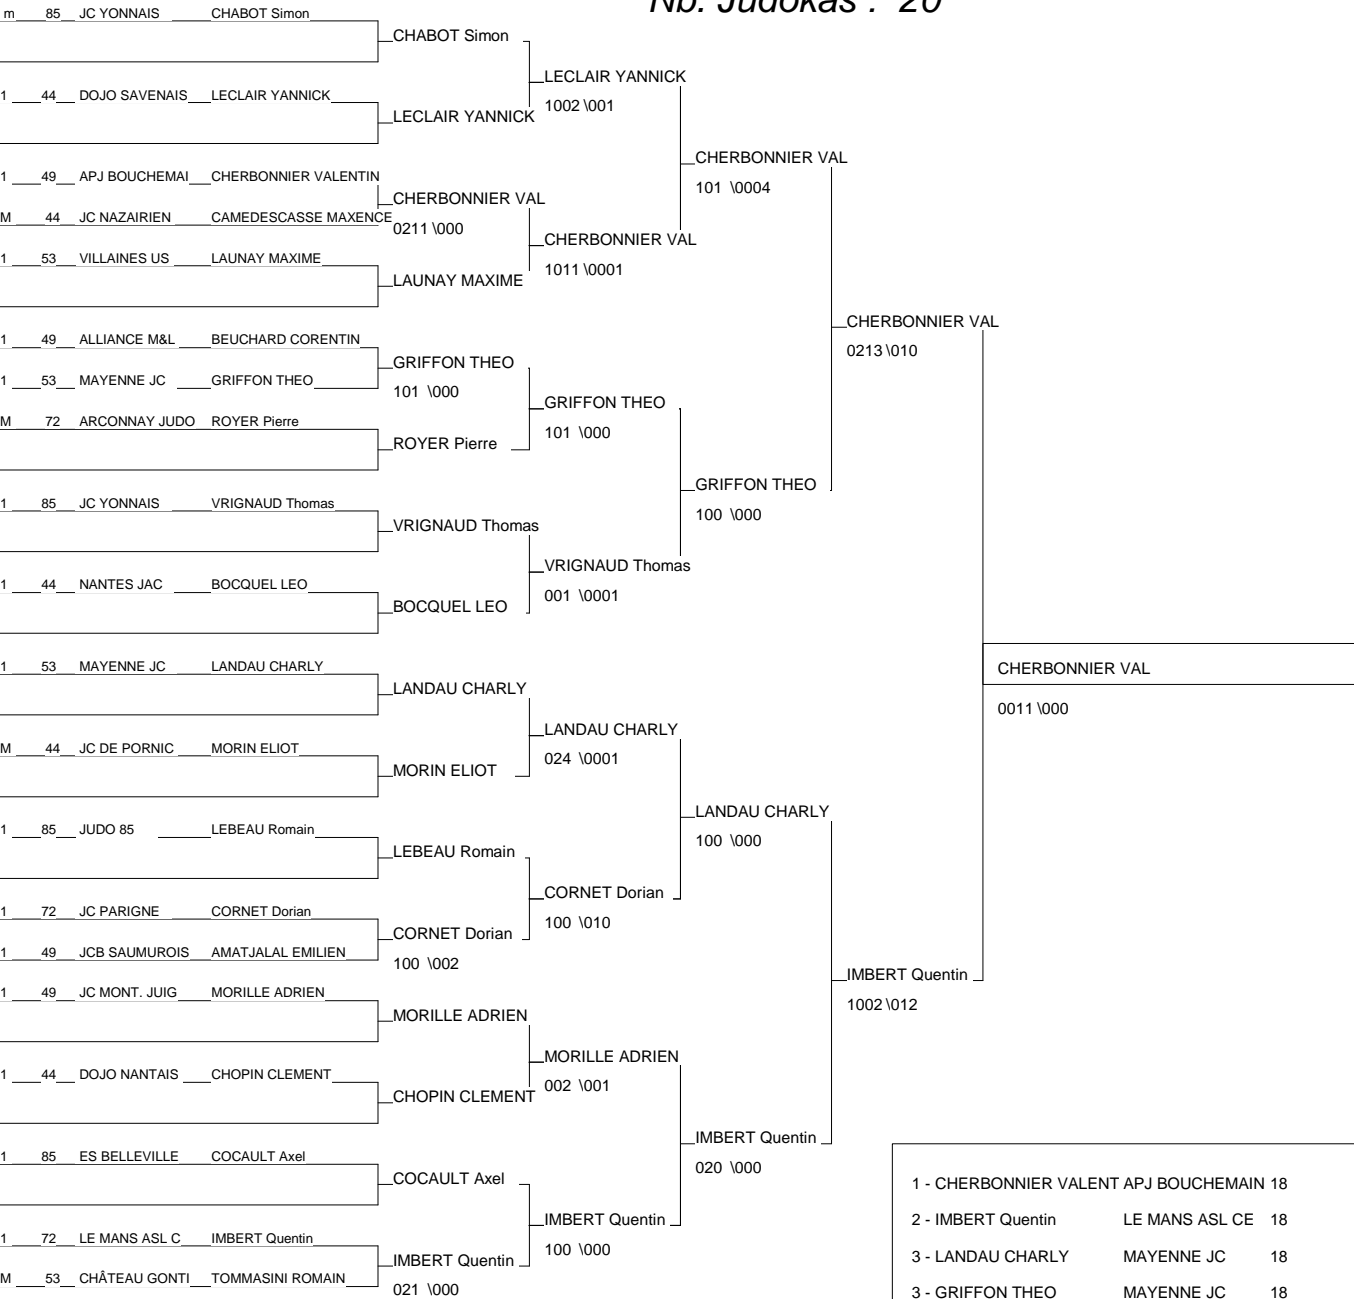 Nb. Judokas : 20
m 85 JC YONNAIS CHABOT Simon
CHABOT Simon
LECLAIR YANNICK
1 44 DOJO SAVENAIS LECLAIR YANNICK
1002 \001
LECLAIR YANNICK
CHERBONNIER VAL
1 49 APJ BOUCHEMAI CHERBONNIER VALENTIN
101 \0004
CHERBONNIER VAL
M 44 JC NAZAIRIEN CAMEDESCASSE MAXENCE
0211 \000
CHERBONNIER VAL
1 53 VILLAINES US LAUNAY MAXIME
1011 \0001
LAUNAY MAXIME
CHERBONNIER VAL
1 49 ALLIANCE M&L BEUCHARD CORENTIN
0213 \010
GRIFFON THEO
1 53 MAYENNE JC GRIFFON THEO
101 \000
GRIFFON THEO
M 72 ARCONNAY JUDO ROYER Pierre
101 \000
ROYER Pierre
GRIFFON THEO
1 85 JC YONNAIS VRIGNAUD Thomas
100 \000
VRIGNAUD Thomas
VRIGNAUD Thomas
1 44 NANTES JAC BOCQUEL LEO
001 \0001
BOCQUEL LEO
1 53 MAYENNE JC LANDAU CHARLY
CHERBONNIER VAL
LANDAU CHARLY
0011 \000
LANDAU CHARLY
M 44 JC DE PORNIC MORIN ELIOT
024 \0001
MORIN ELIOT
LANDAU CHARLY
1 85 JUDO 85 LEBEAU Romain
100 \000
LEBEAU Romain
CORNET Dorian
1 72 JC PARIGNE CORNET Dorian
100 \010
CORNET Dorian
1 49 JCB SAUMUROIS AMATJALAL EMILIEN
100 \002
IMBERT Quentin
1 49 JC MONT. JUIG MORILLE ADRIEN
1002 \012
MORILLE ADRIEN
MORILLE ADRIEN
1 44 DOJO NANTAIS CHOPIN CLEMENT
002 \001
CHOPIN CLEMENT
IMBERT Quentin
1 85 ES BELLEVILLE COCAULT Axel
020 \000
COCAULT Axel
1 - CHERBONNIER VALENT APJ BOUCHEMAIN 18
IMBERT Quentin
2 - IMBERT Quentin LE MANS ASL CE 18
1 72 LE MANS ASL C IMBERT Quentin
100 \000
3 - LANDAU CHARLY MAYENNE JC 18
IMBERT Quentin
M 53 CHÂTEAU GONTI TOMMASINI ROMAIN
021 \000
3 - GRIFFON THEO MAYENNE JC 18